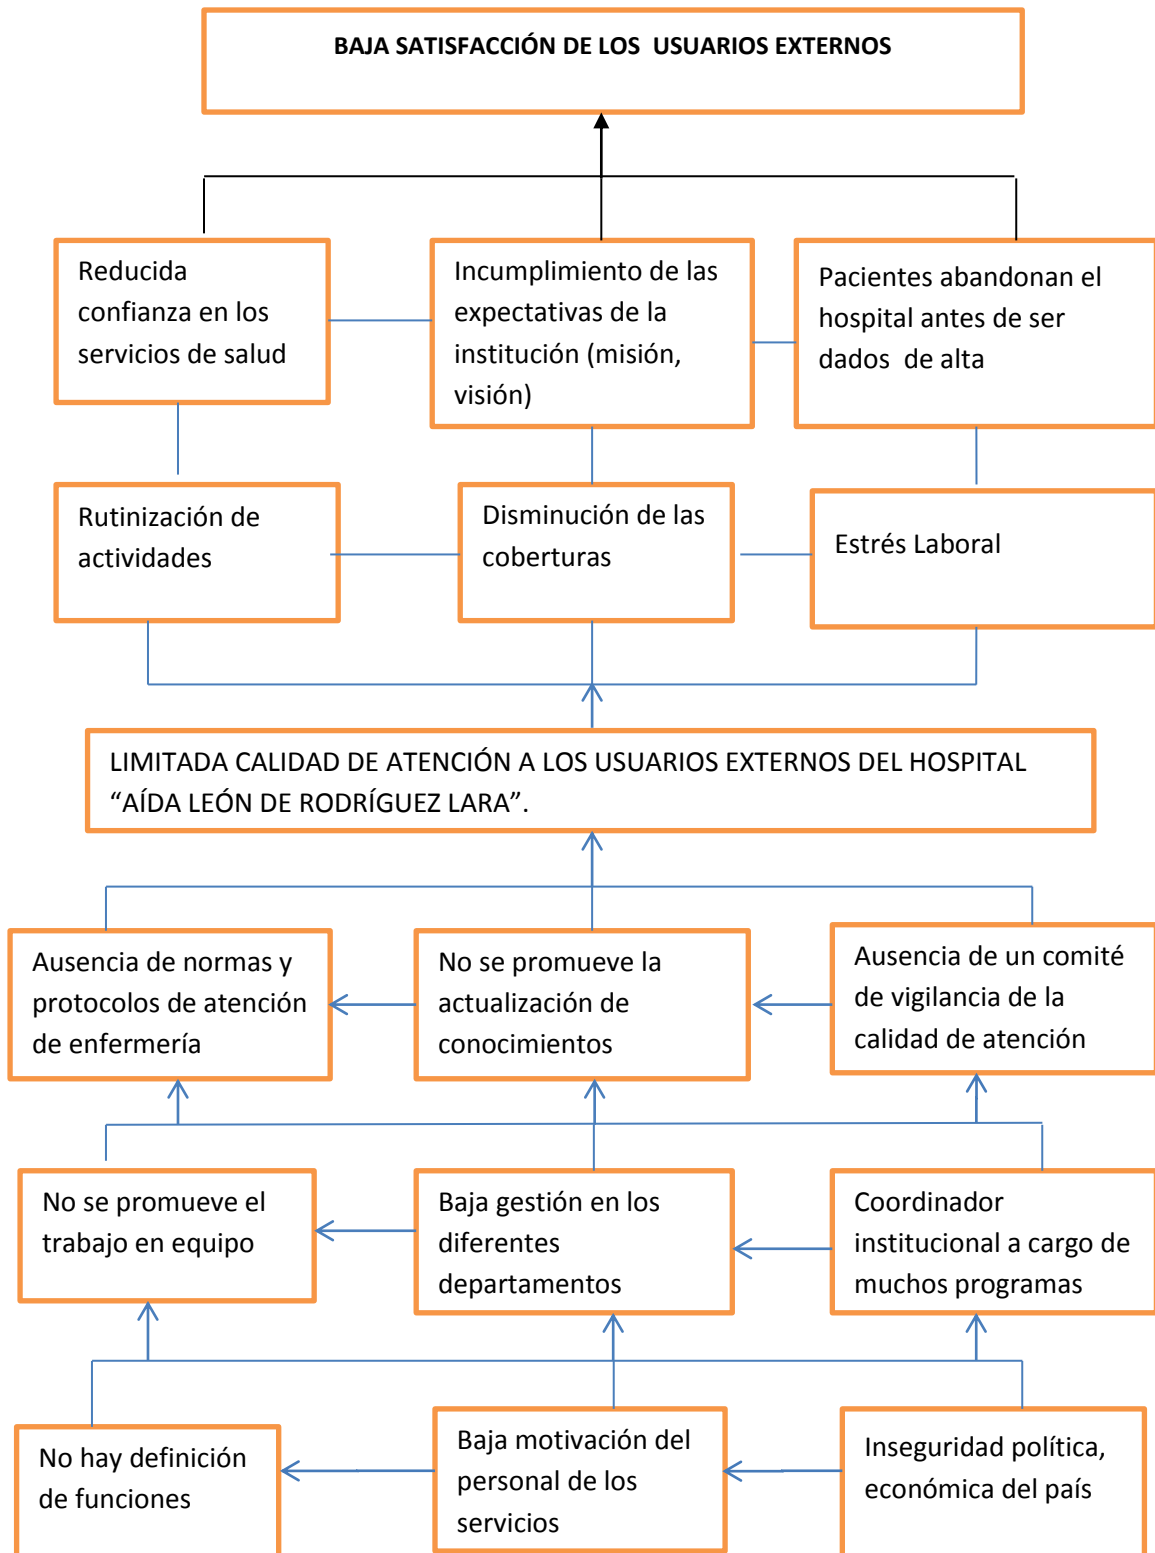 BAJA SATISFACCIÓN DE LOS USUARIOS EXTERNOS
Reducida
confianza en los
servicios de salud
Incumplimiento de las
expectativas de la
institución (misión,
visión)
Pacientes abandonan el
hospital antes de ser
dados de alta
Rutinización de
actividades
Disminución de las
coberturas
Estrés Laboral
LIMITADA CALIDAD DE ATENCIÓN A LOS USUARIOS EXTERNOS DEL HOSPITAL
“AÍDA LEÓN DE RODRÍGUEZ LARA”.
Ausencia de normas y
protocolos de atención
de enfermería
No se promueve la
actualización de
conocimientos
Ausencia de un comité
de vigilancia de la
calidad de atención
No se promueve el
trabajo en equipo
Baja gestión en los
diferentes
departamentos
Coordinador
institucional a cargo de
muchos programas
No hay definición
de funciones
Baja motivación del
personal de los
servicios
Inseguridad política,
económica del país